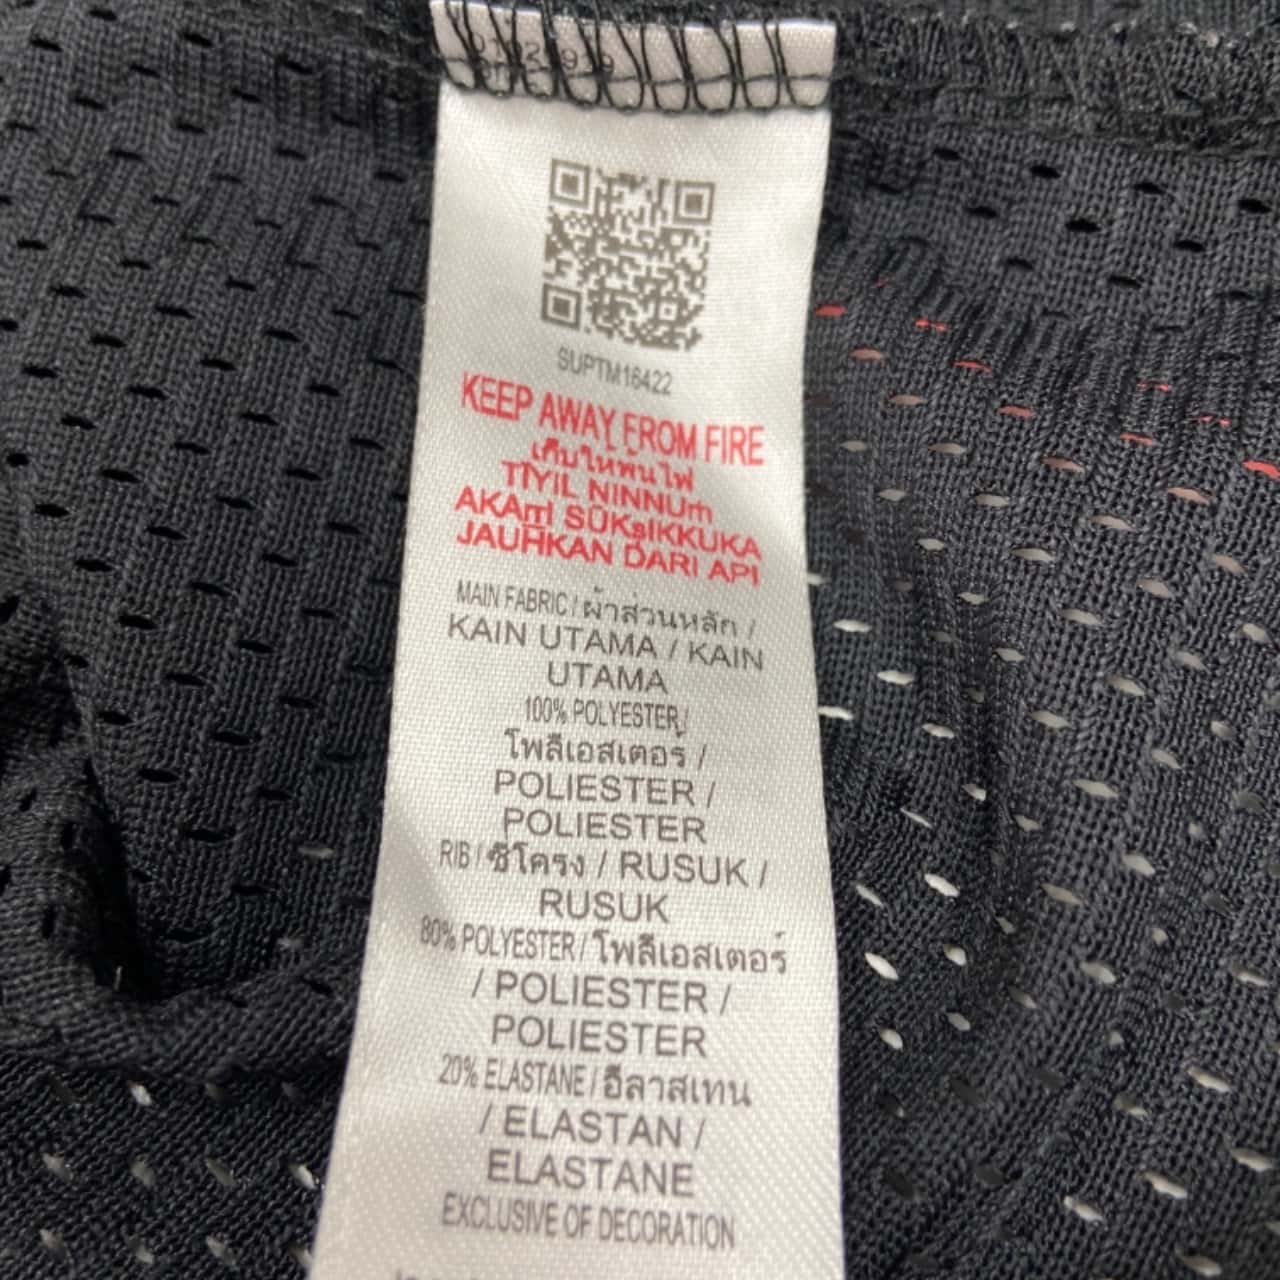 SUPTM16422
KEEP AWAY FROM FIRE
เก็บให้พ้นไฟ
TIYIL NINNUm
AKAmI SUKsIKKUKA
JAUHKAN DARI API
MAIN FABRIC / ผ้าส่วนหลัก /
KAIN UTAMA / KAIN
UTAMA
100% POLYESTER /
โพลีเอสเตอร์ /
POLIESTER /
POLIESTER
RIB / ซี่โครง / RUSUK /
RUSUK
80% POLYESTER / โพลีเอสเตอร์
/ POLIESTER /
POLIESTER
20% ELASTANE / อีลาสเทน
/ ELASTAN /
ELASTANE
EXCLUSIVE OF DECORATION